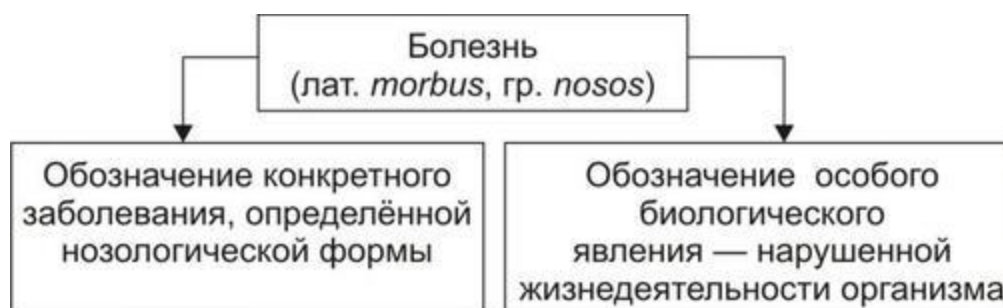 Болезнь
(лат. morbus, гр. nosos)
Обозначение конкретного
заболевания, определённой
нозологической формы
Обозначение особого
биологического
явления — нарушенной
жизнедеятельности организма